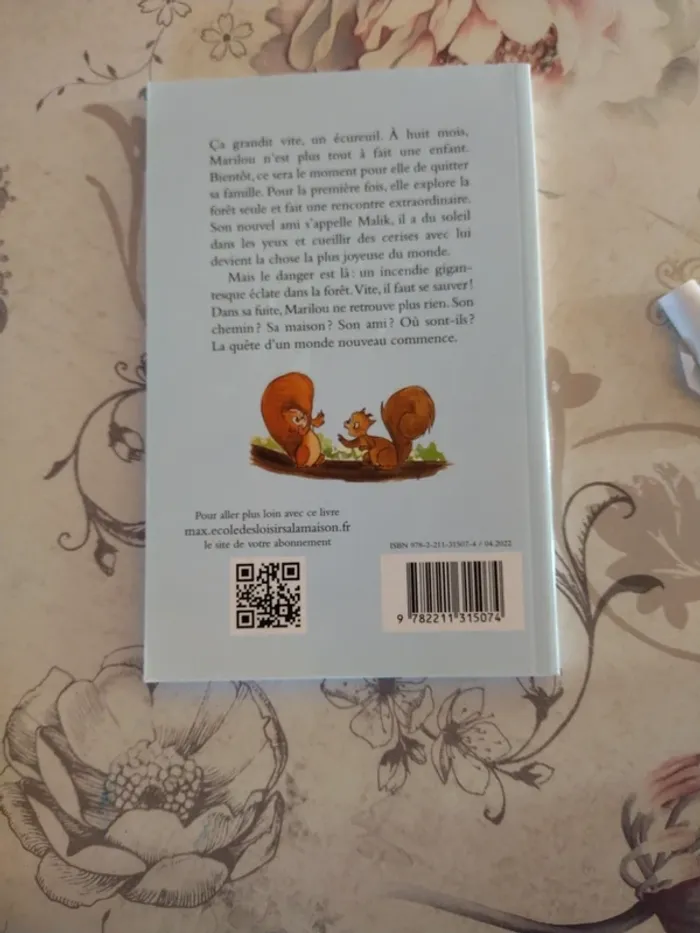 Ça grandit vite, un écureuil. À huit mois,
Marilou n'est plus tout à fait une enfant.
Bientôt, ce sera le moment pour elle de quitter
sa famille. Pour la première fois, elle explore la
forêt seule et fait une rencontre extraordinaire.
Son nouvel ami s'appelle Malik, il a du soleil
dans les yeux et cueillir des cerises avec lui
devient la chose la plus joyeuse du monde.
Mais le danger est là : un incendie gigan-
tesque éclate dans la forêt. Vite, il faut se sauver !
Dans sa fuite, Marilou ne retrouve plus rien. Son
chemin ? Sa maison ? Son ami ? Où sont-ils ?
La quête d'un monde nouveau commence.
Pour aller plus loin avec ce livre
max.ecoledesloisirsalamaison.fr
le site de votre abonnement
ISBN 978-2-211-31507-4 / 04.2022
9 782211 315074